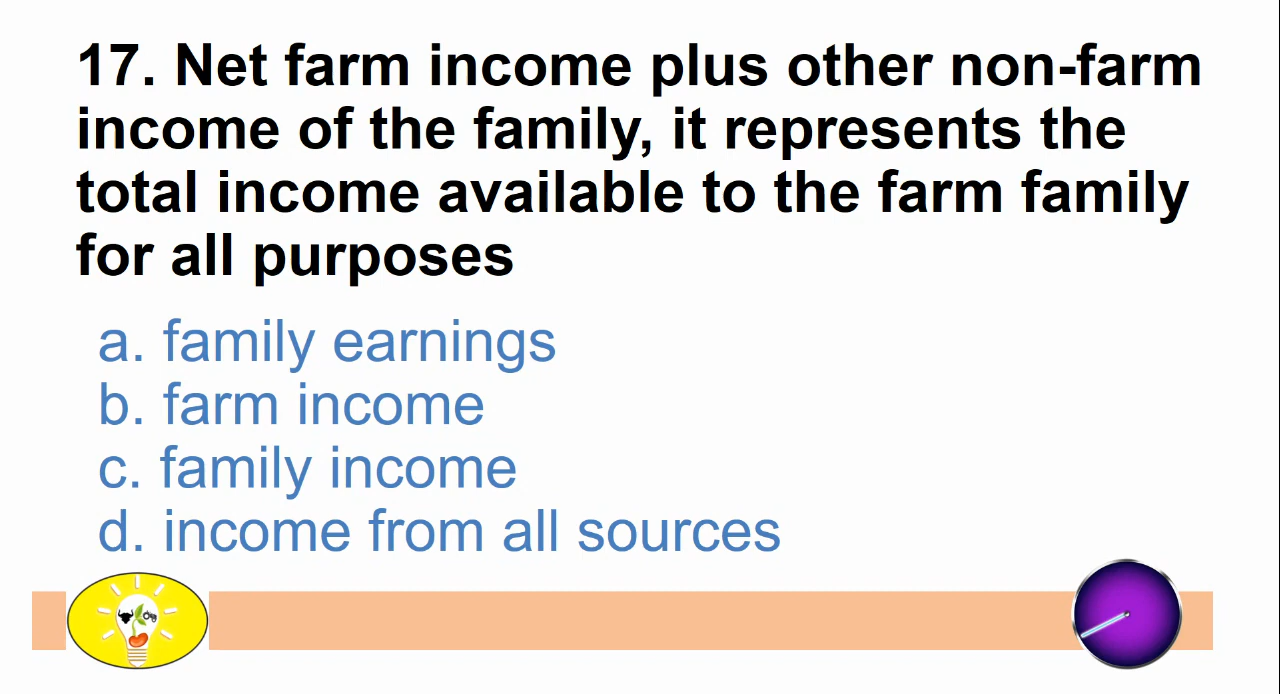 17. Net farm income plus other non-farm
income of the family, it represents the
total income available to the farm family
for all purposes
a. family earnings
b. farm income
c. family income
d. income from all sources